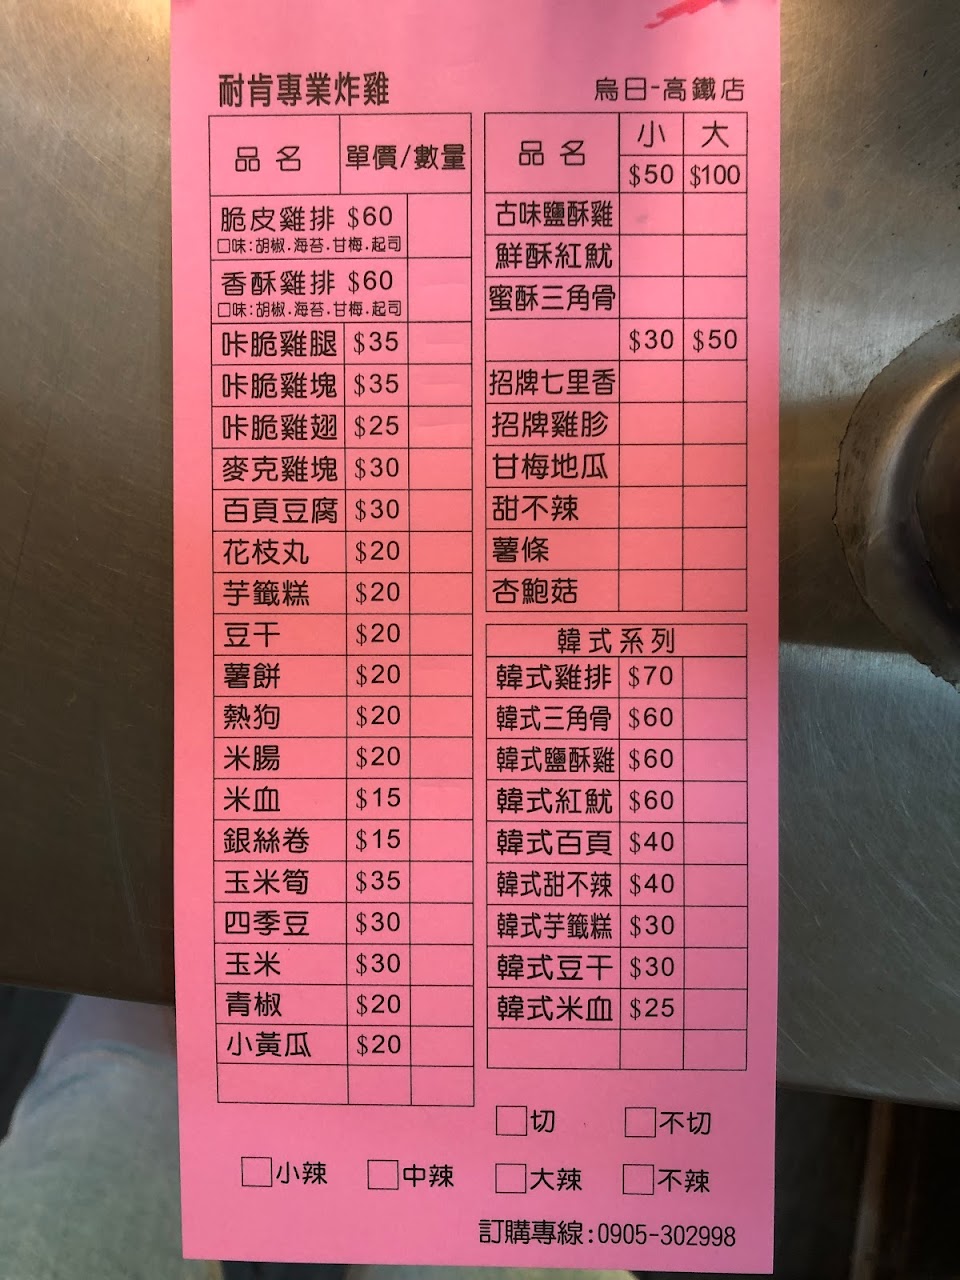 耐肯專業炸雞
烏日-高鐵店
品名 單價/數量
脆皮雞排 $60
口味:胡椒.海苔.甘梅.起司
香酥雞排 $60
口味:胡椒.海苔.甘梅.起司
咔脆雞腿 $35
咔脆雞塊 $35
咔脆雞翅 $25
麥克雞塊 $30
百頁豆腐 $30
花枝丸 $20
芋籤糕 $20
豆干 $20
薯餅 $20
熱狗 $20
米腸 $20
米血 $15
銀絲卷 $15
玉米筍 $35
四季豆 $30
玉米 $30
青椒 $20
小黃瓜 $20
品名 小 大
$50 $100
古味鹽酥雞
鮮酥紅魷
蜜酥三角骨
$30 $50
招牌七里香
招牌雞胗
甘梅地瓜
甜不辣
薯條
杏鮑菇
韓式系列
韓式雞排 $70
韓式三角骨 $60
韓式鹽酥雞 $60
韓式紅魷 $60
韓式百頁 $40
韓式甜不辣 $40
韓式芋籤糕 $30
韓式豆干 $30
韓式米血 $25
切 不切
小辣 中辣 大辣 不辣
訂購專線:0905-302998